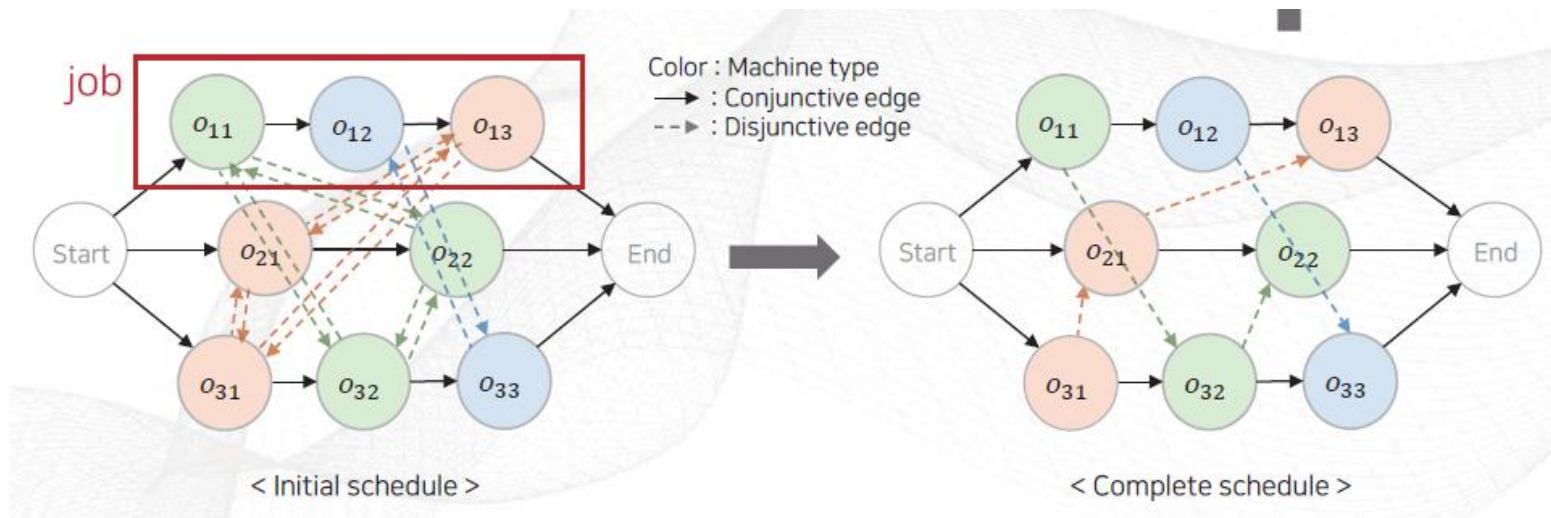 job
Color : Machine type
: Conjunctive edge
: Disjunctive edge
O₁₁
O₁₂
O₁₃
Start
O₂₁
O₂₂
End
O₃₁
O₃₂
O₃₃
< Initial schedule >
O₁₁
O₁₂
O₁₃
Start
O₂₁
O₂₂
End
O₃₁
O₃₂
O₃₃
< Complete schedule >